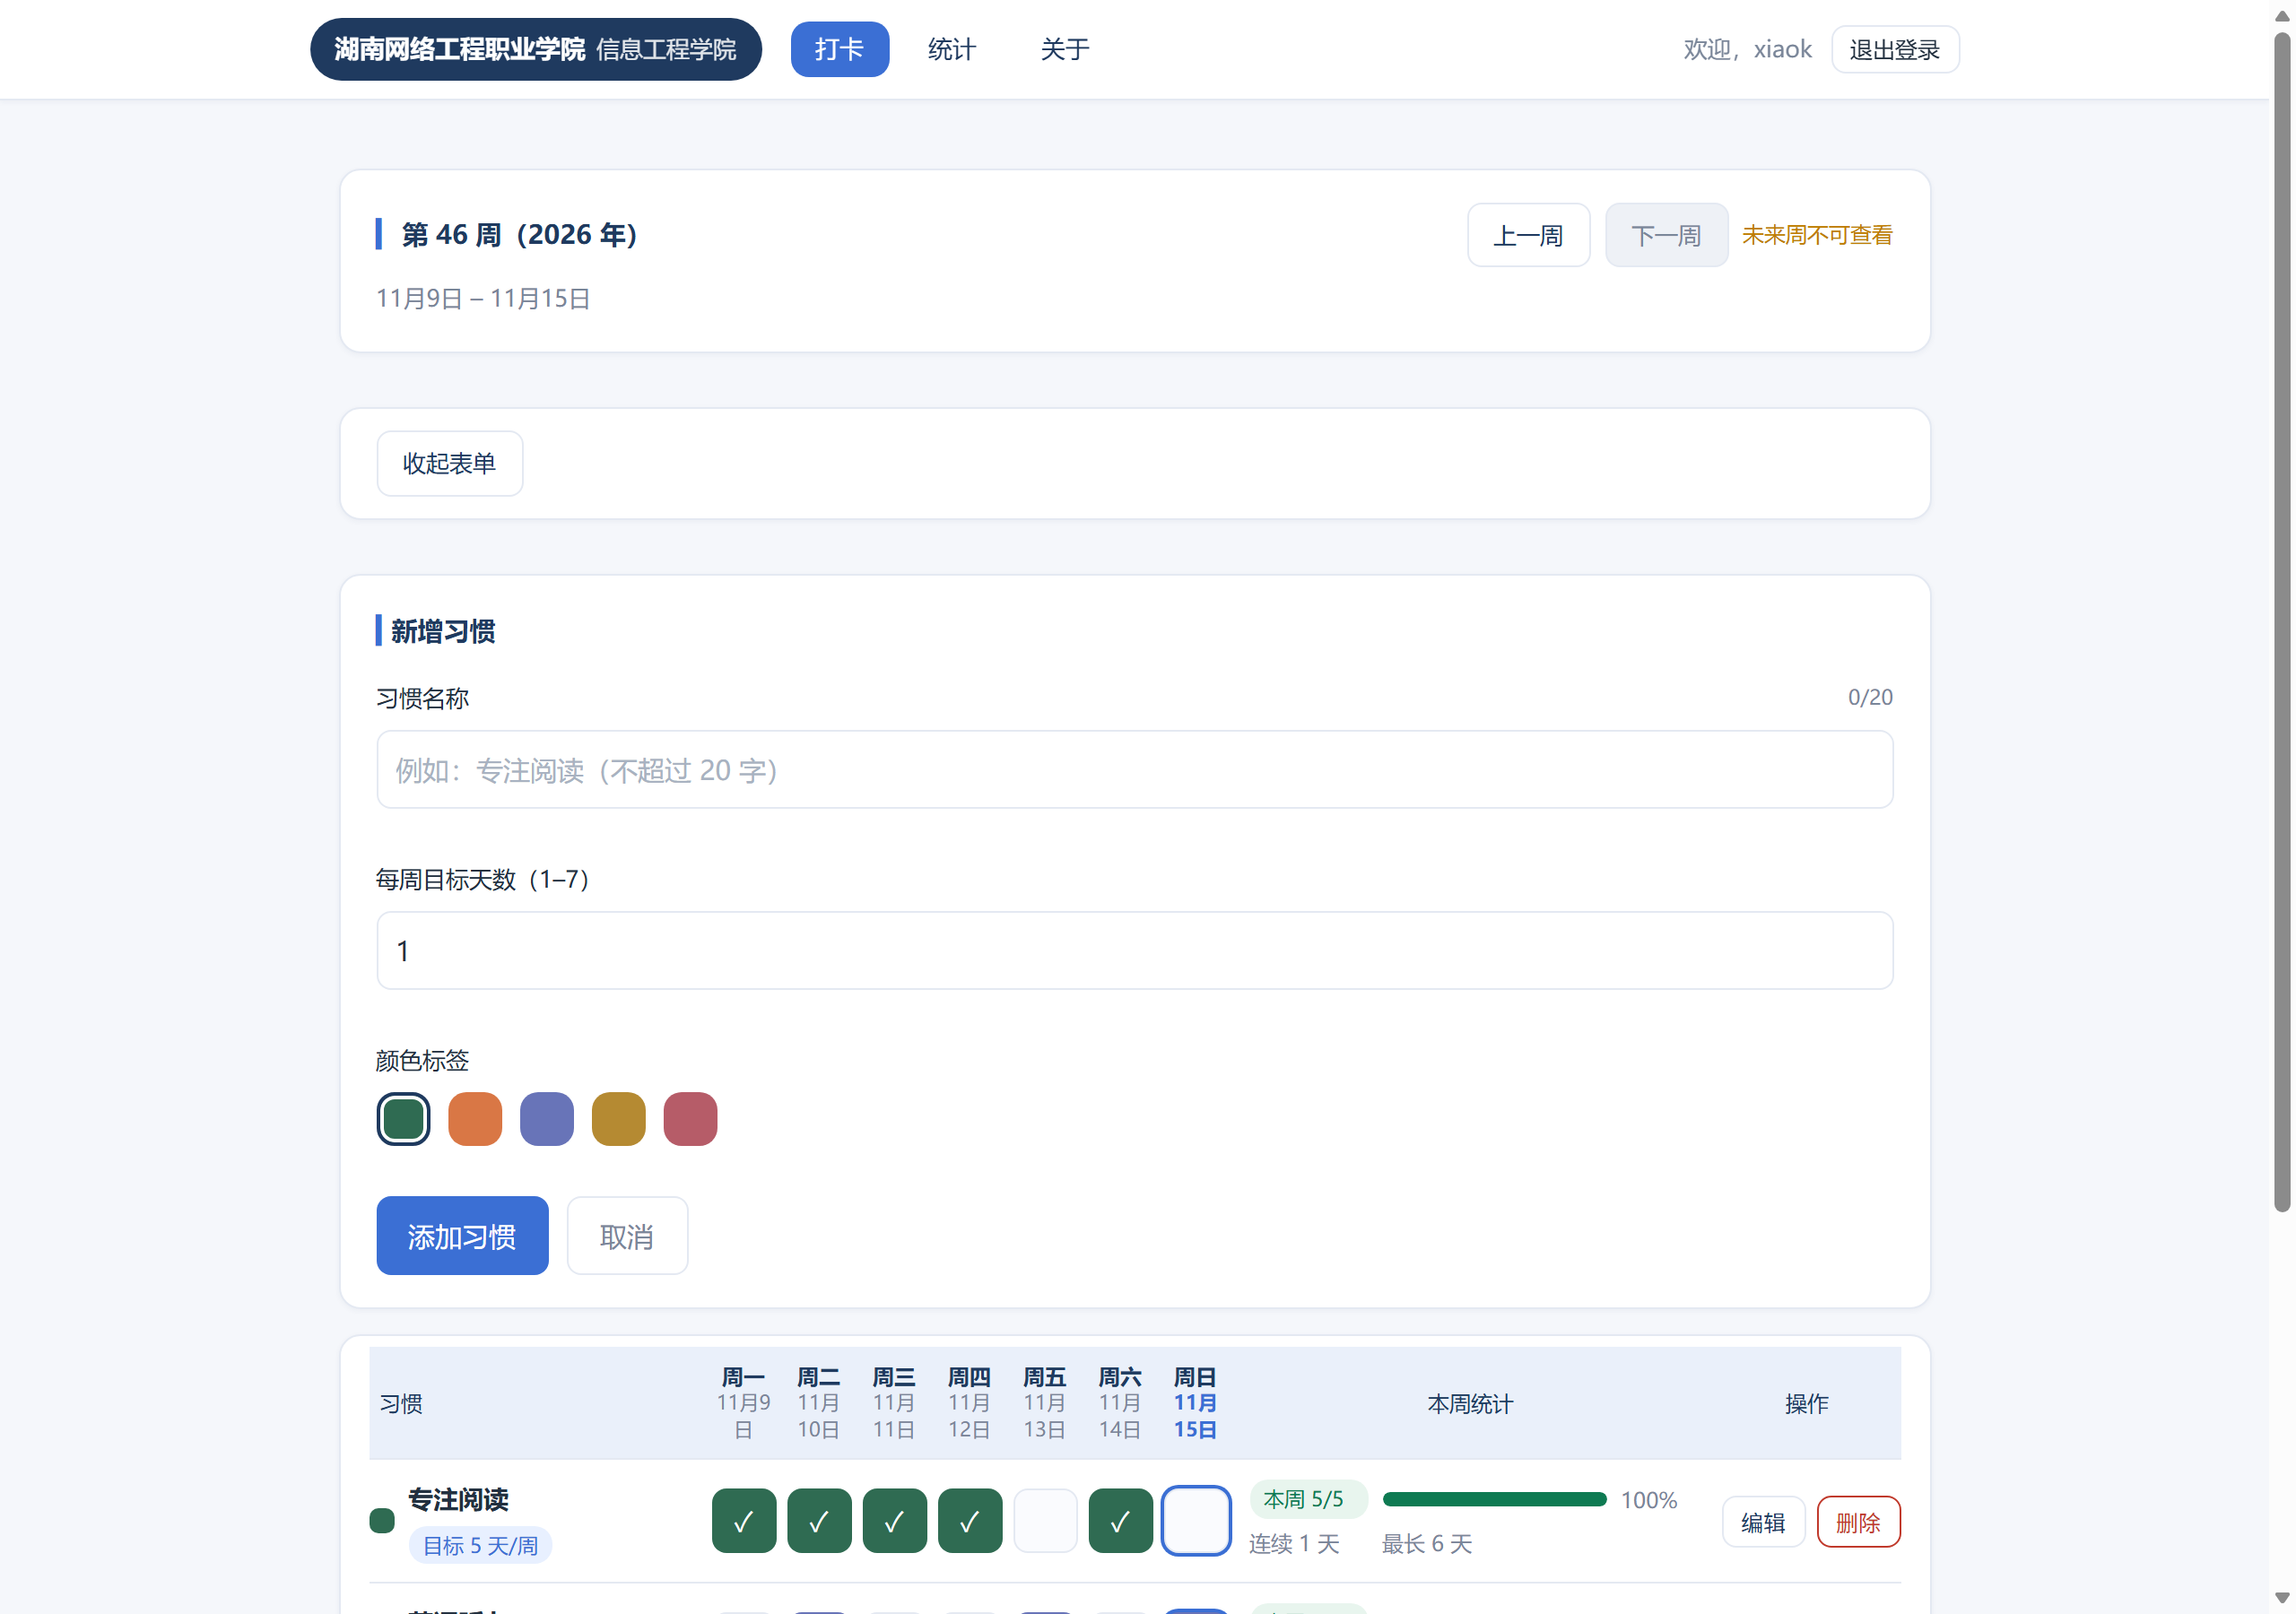 湖南网络工程职业学院 信息工程学院 打卡 统计 关于 欢迎，xiaok 退出登录
第 46 周（2026 年） 上一周 下一周 未来周不可查看
11月9日 – 11月15日
收起表单
新增习惯
习惯名称 0/20
例如：专注阅读（不超过 20 字）
每周目标天数（1–7）
1
颜色标签
添加习惯 取消
习惯 周一 11月9日 周二 11月10日 周三 11月11日 周四 11月12日 周五 11月13日 周六 11月14日 周日 11月15日 本周统计 操作
专注阅读 ✓ ✓ ✓ ✓ ✓ 本周 5/5 100% 编辑 删除
目标 5 天/周 连续 1 天 最长 6 天